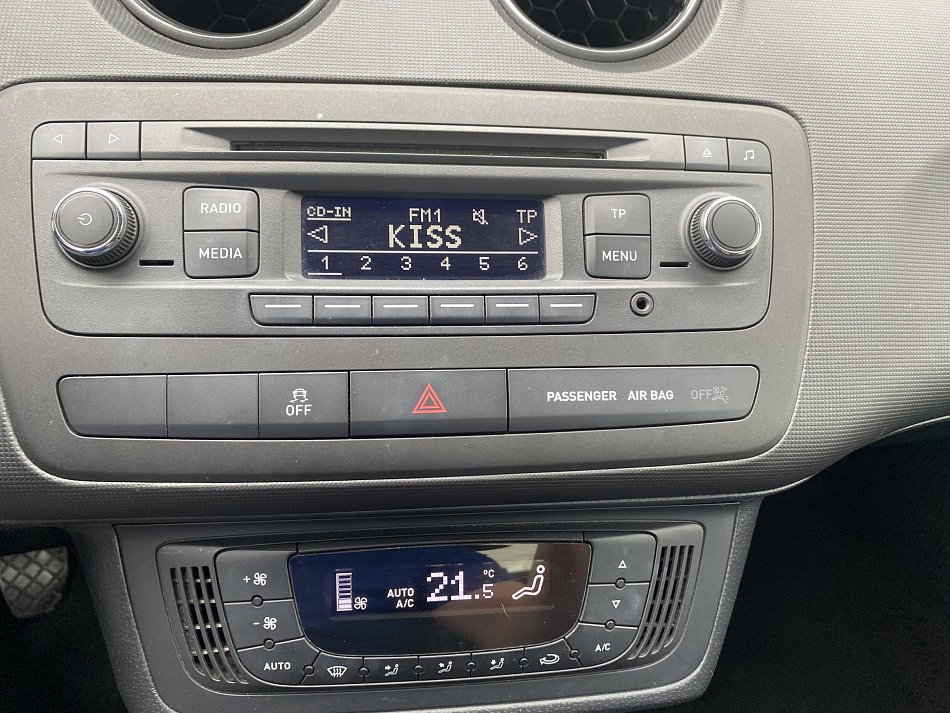 RADIO
MEDIA
CD-IN FM1 TP
KISS
1 2 3 4 5 6
TP
MENU
OFF
PASSENGER AIR BAG OFF
+
-
AUTO
AUTO
A/C
21.5 °C
A/C